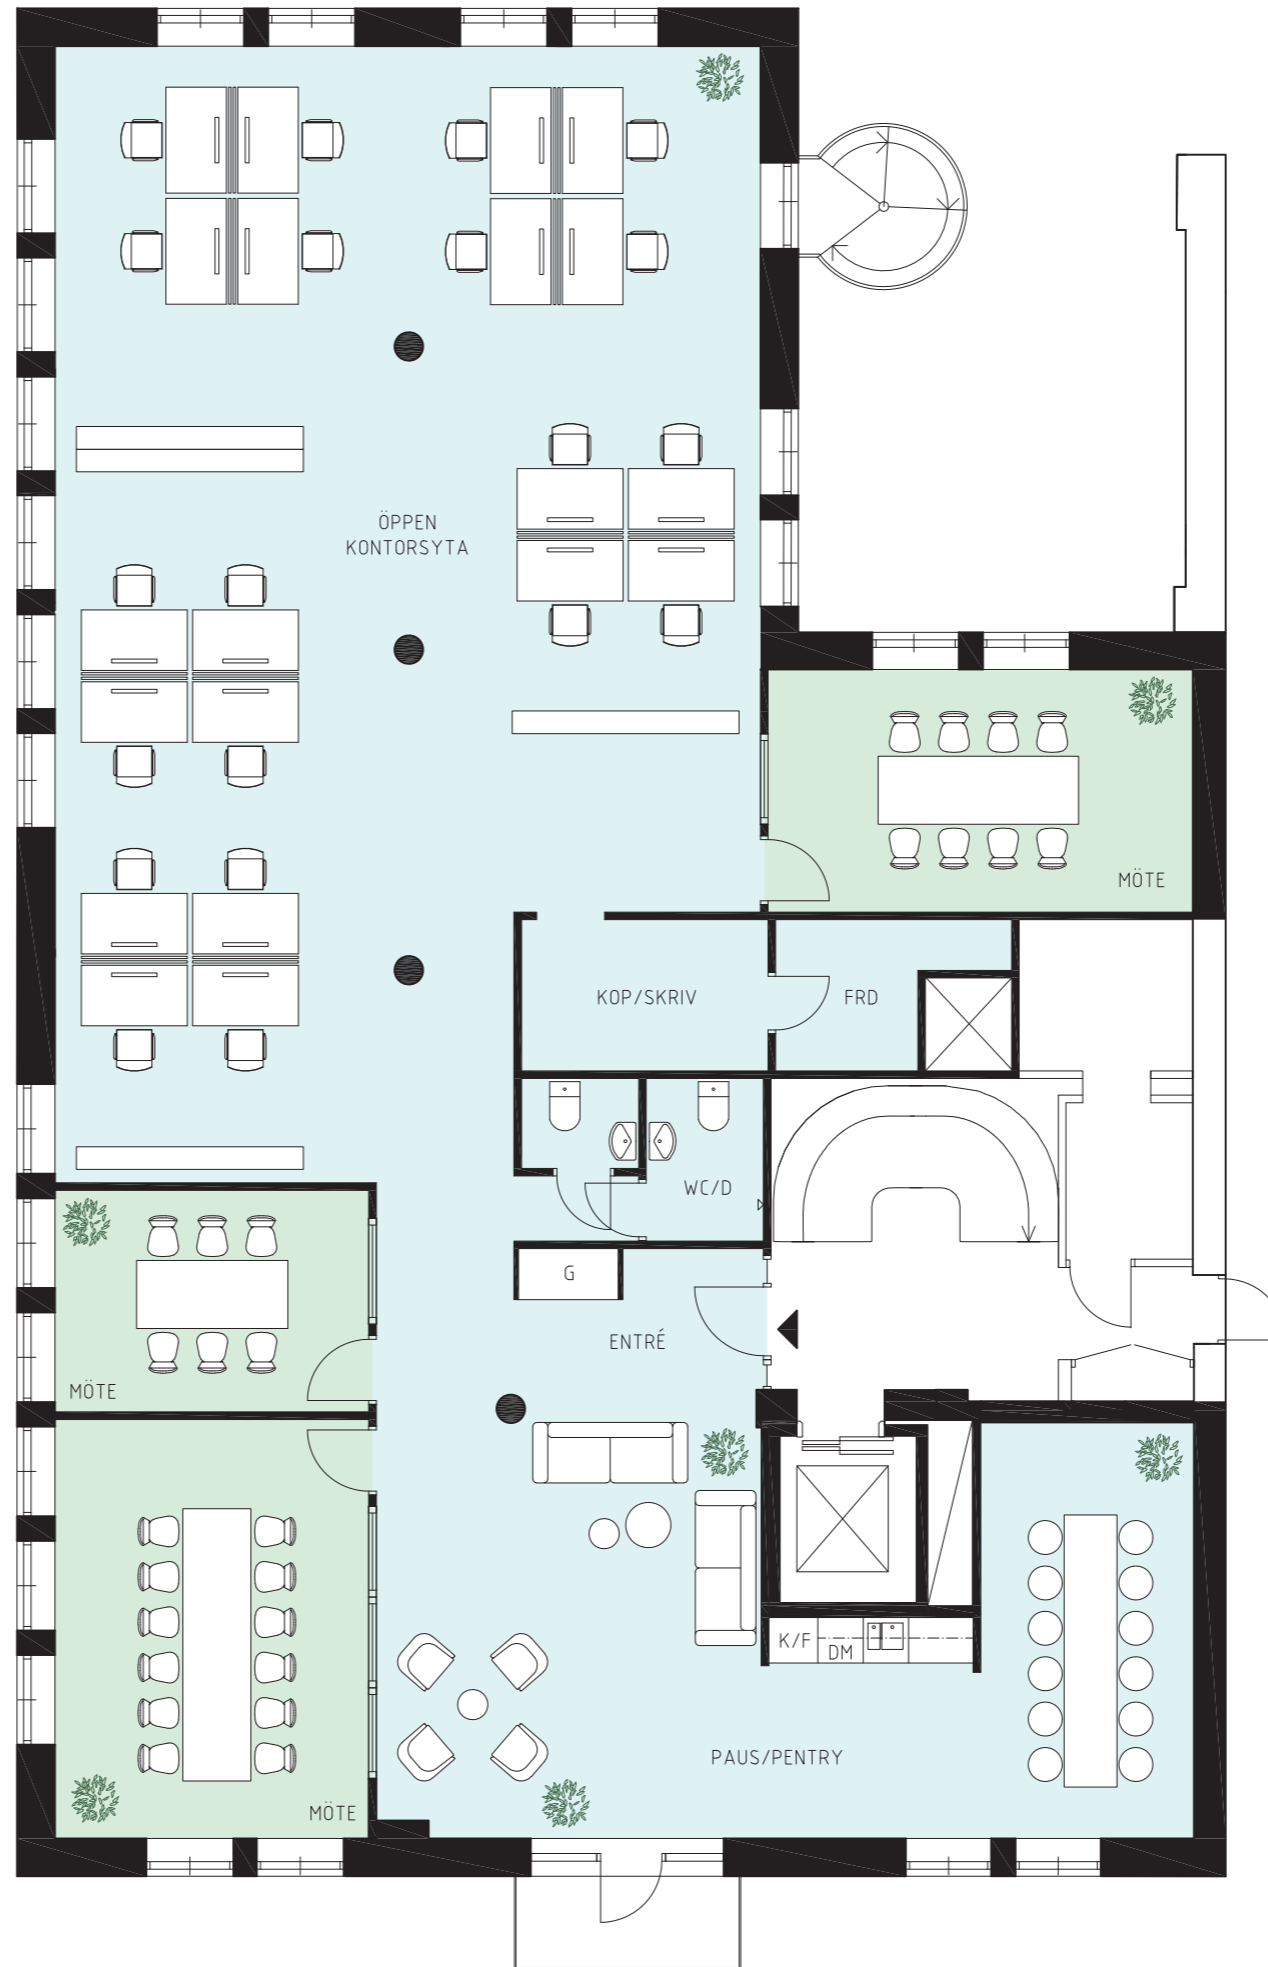 ÖPPEN
KONTORSYTA
MÖTE
KOP/SKRIV
FRD
WC/D
G
ENTRÉ
MÖTE
K/F
DM
PAUS/PENTRY
MÖTE